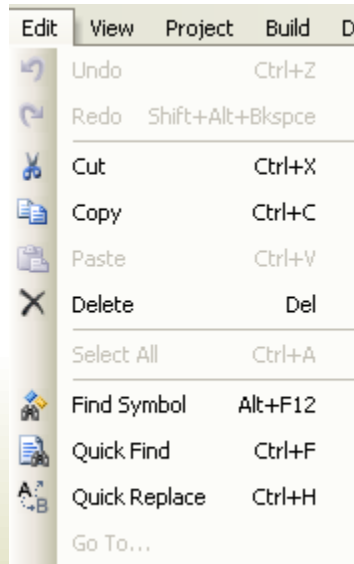 Edit View Project Build D
Undo Ctrl+Z
Redo Shift+Alt+Bkspce
Cut Ctrl+X
Copy Ctrl+C
Paste Ctrl+V
Delete Del
Select All Ctrl+A
Find Symbol Alt+F12
Quick Find Ctrl+F
A B Quick Replace Ctrl+H
Go To...